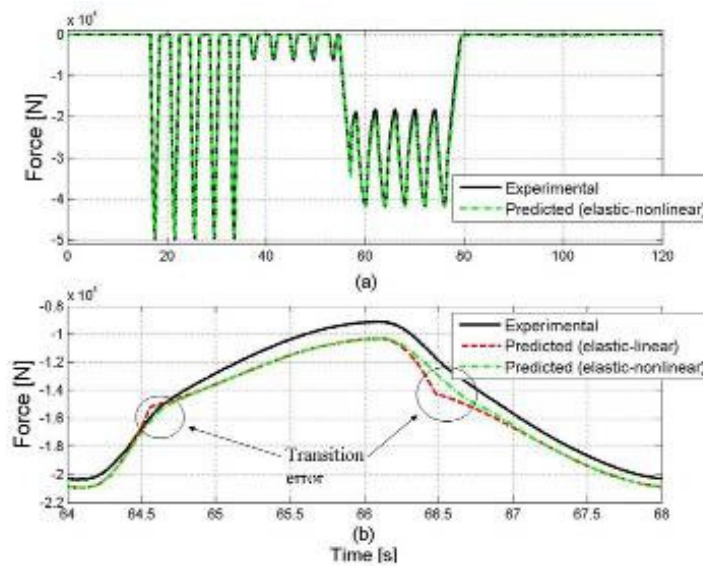 × 10⁴
0
-1
-2
-3
-4
-5
Force [N]
Experimental
Predicted (elastic-nonlinear)
0 20 40 60 80 100 120
(a)
× 10⁴
-0.8
-1
-1.2
-1.4
-1.6
-1.8
-2
-2.2
Force [N]
Experimental
Predicted (elastic-linear)
Predicted (elastic-nonlinear)
Transition
error
64 64.5 65 65.5 66 66.5 67 67.5 68
(b)
Time [s]